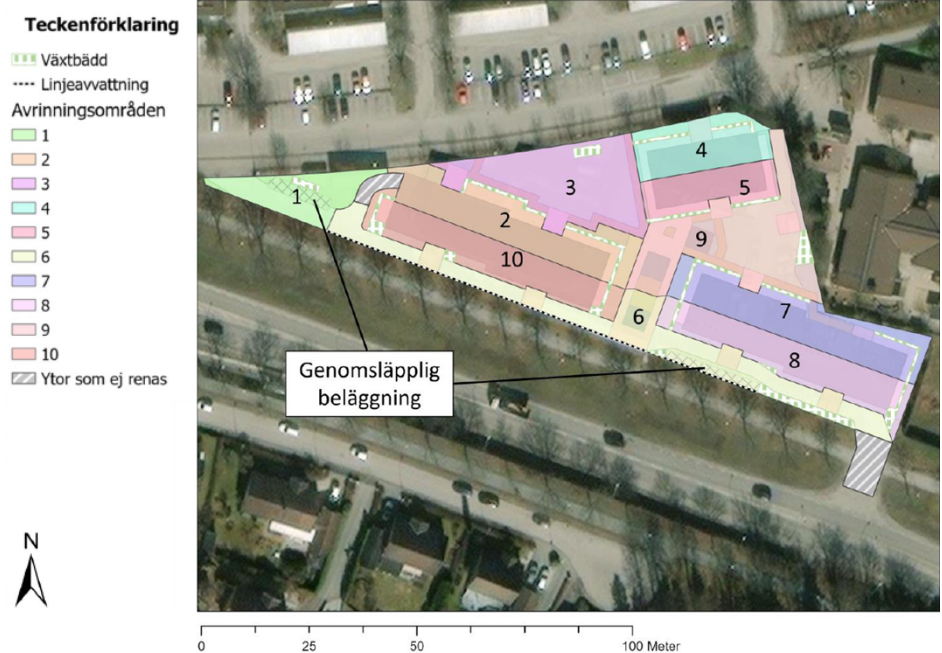 Teckenförklaring
Växtbädd
Linjeavvattning
Avrinningsområden
1
2
3
4
5
6
7
8
9
10
Ytor som ej renas
1
2
3
4
5
6
7
8
9
10
Genomsläpplig
beläggning
N
0 25 50 100 Meter